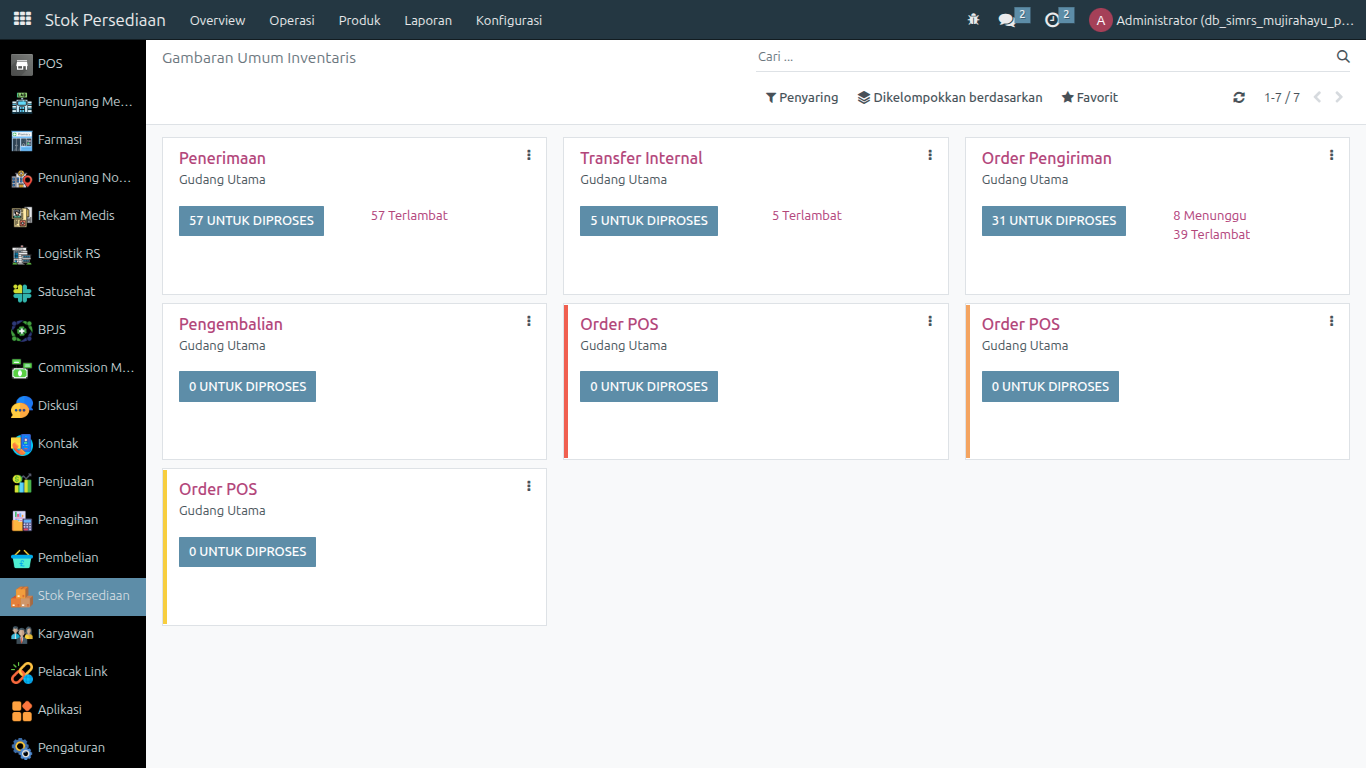 Stok Persediaan Overview Operasi Produk Laporan Konfigurasi 2 2 A Administrator (db_simrs_mujirahayu_p...
POS
Penunjang Me...
Farmasi
Penunjang No...
Rekam Medis
Logistik RS
Satusehat
BPJS
Commission M...
Diskusi
Kontak
Penjualan
Penagihan
Pembelian
Stok Persediaan
Karyawan
Pelacak Link
Aplikasi
Pengaturan
Gambaran Umum Inventaris
Cari ...
Penyaring Dikelompokkan berdasarkan Favorit 1-7 / 7
Penerimaan
Gudang Utama
57 UNTUK DIPROSES
57 Terlambat
Transfer Internal
Gudang Utama
5 UNTUK DIPROSES
5 Terlambat
Order Pengiriman
Gudang Utama
31 UNTUK DIPROSES
8 Menunggu
39 Terlambat
Pengembalian
Gudang Utama
0 UNTUK DIPROSES
Order POS
Gudang Utama
0 UNTUK DIPROSES
Order POS
Gudang Utama
0 UNTUK DIPROSES
Order POS
Gudang Utama
0 UNTUK DIPROSES